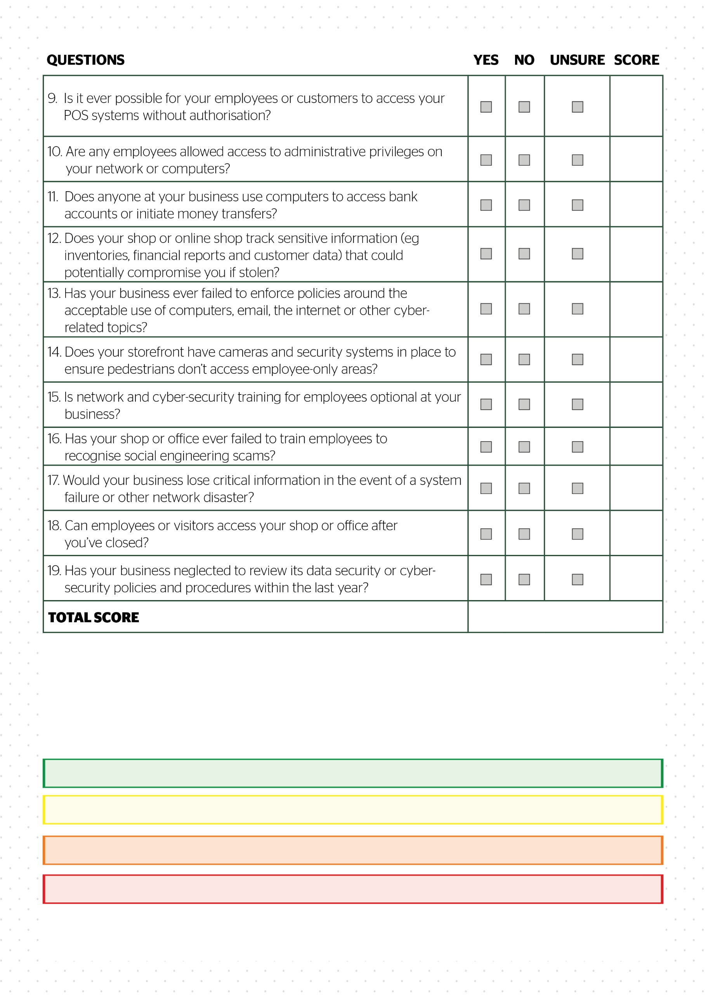 QUESTIONS YES NO UNSURE SCORE
9. Is it ever possible for your employees or customers to access your
POS systems without authorisation?
10. Are any employees allowed access to administrative privileges on
your network or computers?
11. Does anyone at your business use computers to access bank
accounts or initiate money transfers?
12. Does your shop or online shop track sensitive information (eg
inventories, financial reports and customer data) that could
potentially compromise you if stolen?
13. Has your business ever failed to enforce policies around the
acceptable use of computers, email, the internet or other cyber-
related topics?
14. Does your storefront have cameras and security systems in place to
ensure pedestrians don’t access employee-only areas?
15. Is network and cyber-security training for employees optional at your
business?
16. Has your shop or office ever failed to train employees to
recognise social engineering scams?
17. Would your business lose critical information in the event of a system
failure or other network disaster?
18. Can employees or visitors access your shop or office after
you’ve closed?
19. Has your business neglected to review its data security or cyber-
security policies and procedures within the last year?
TOTAL SCORE